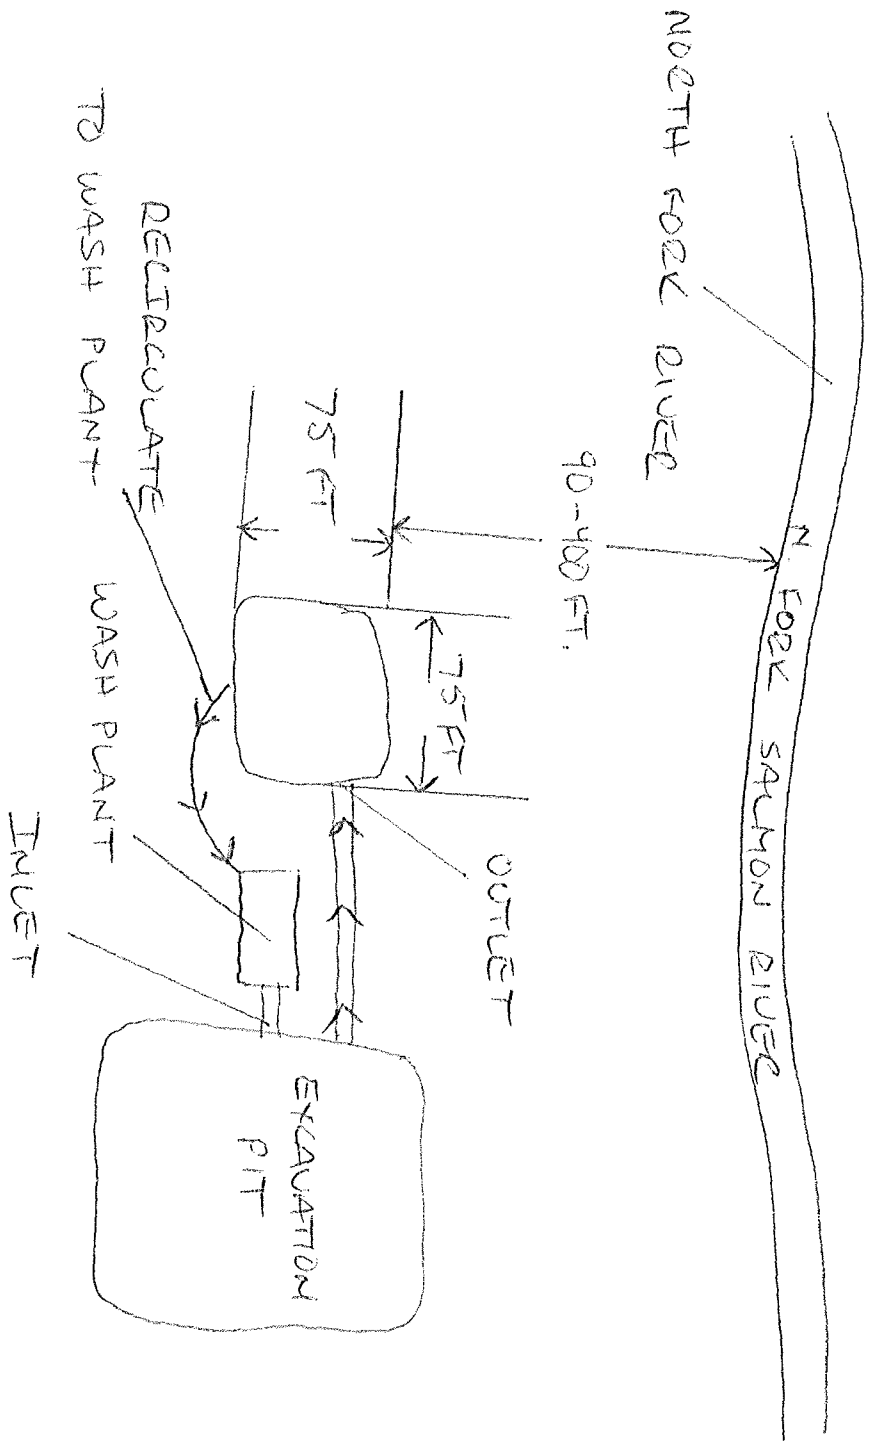 NORTH FORK RIVER
N. FORK SALMON RIVER
90-400 FT.
75 FT
75 FT
OUTLET
RECIRCULATE
TO WASH PLANT
WASH PLANT
INLET
EXCAVATION
PIT